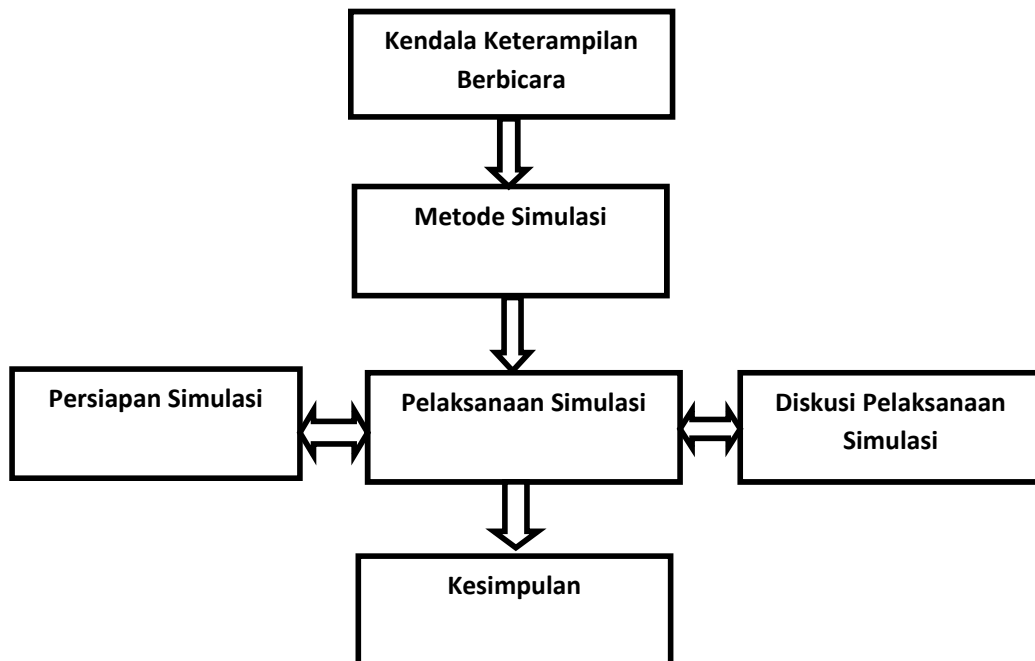 Kendala Keterampilan
Berbicara
Metode Simulasi
Persiapan Simulasi
Pelaksanaan Simulasi
Diskusi Pelaksanaan
Simulasi
Kesimpulan